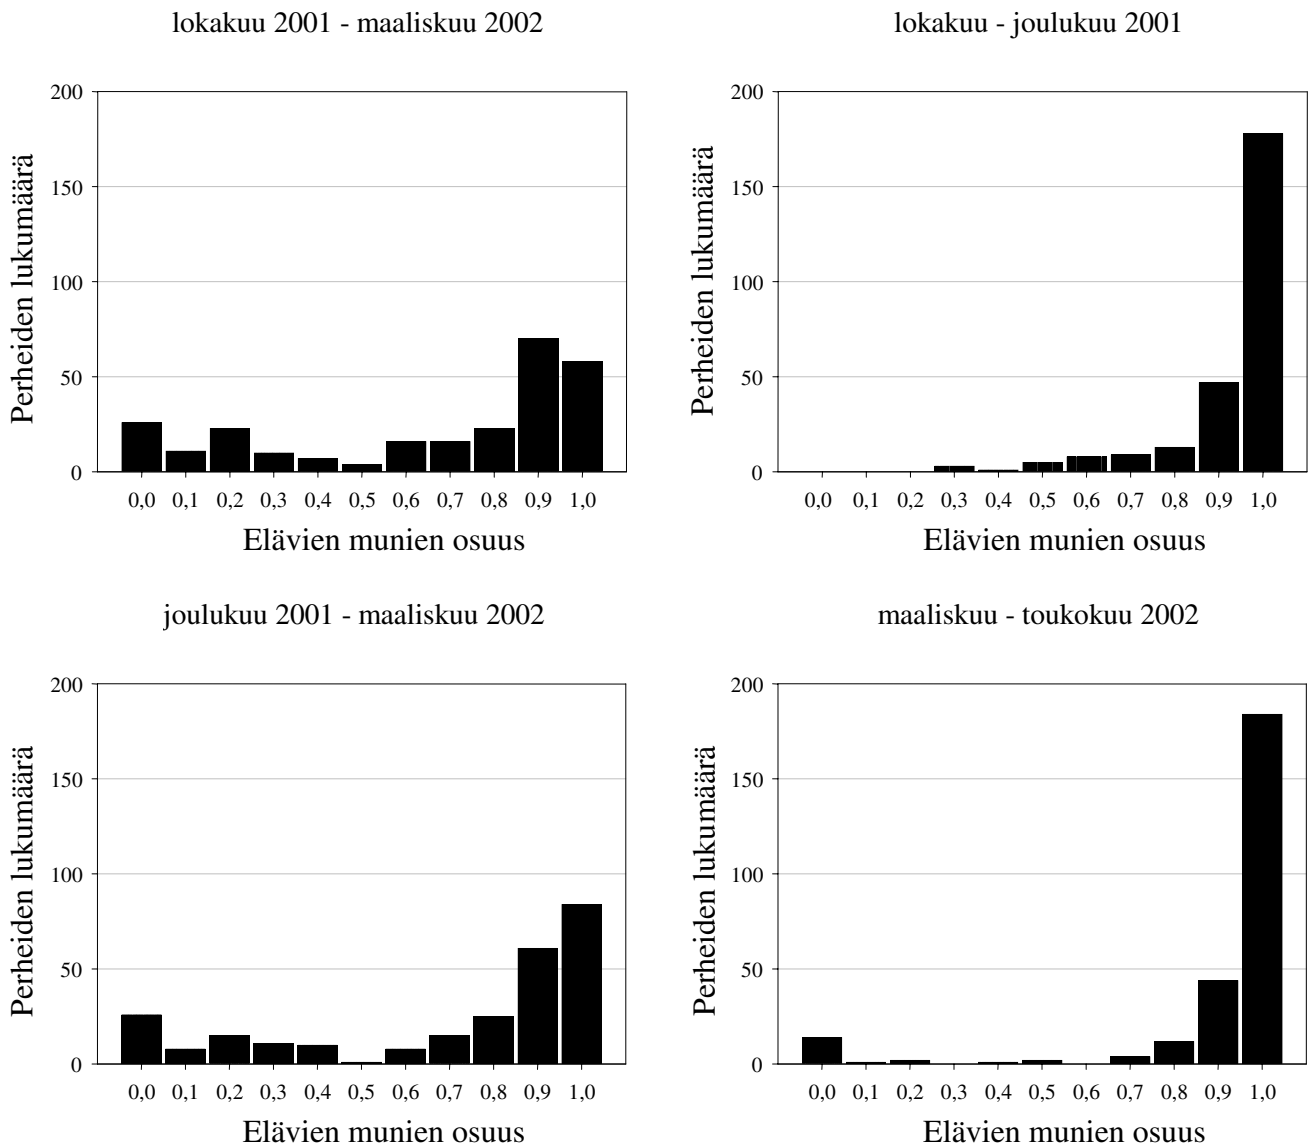 lokakuu 2001 - maaliskuu 2002
200
150
100
50
0
Perheiden lukumäärä
0,0 0,1 0,2 0,3 0,4 0,5 0,6 0,7 0,8 0,9 1,0
Elävien munien osuus
lokakuu - joulukuu 2001
200
150
100
50
0
Perheiden lukumäärä
0,0 0,1 0,2 0,3 0,4 0,5 0,6 0,7 0,8 0,9 1,0
Elävien munien osuus
joulukuu 2001 - maaliskuu 2002
200
150
100
50
0
Perheiden lukumäärä
0,0 0,1 0,2 0,3 0,4 0,5 0,6 0,7 0,8 0,9 1,0
Elävien munien osuus
maaliskuu - toukokuu 2002
200
150
100
50
0
Perheiden lukumäärä
0,0 0,1 0,2 0,3 0,4 0,5 0,6 0,7 0,8 0,9 1,0
Elävien munien osuus